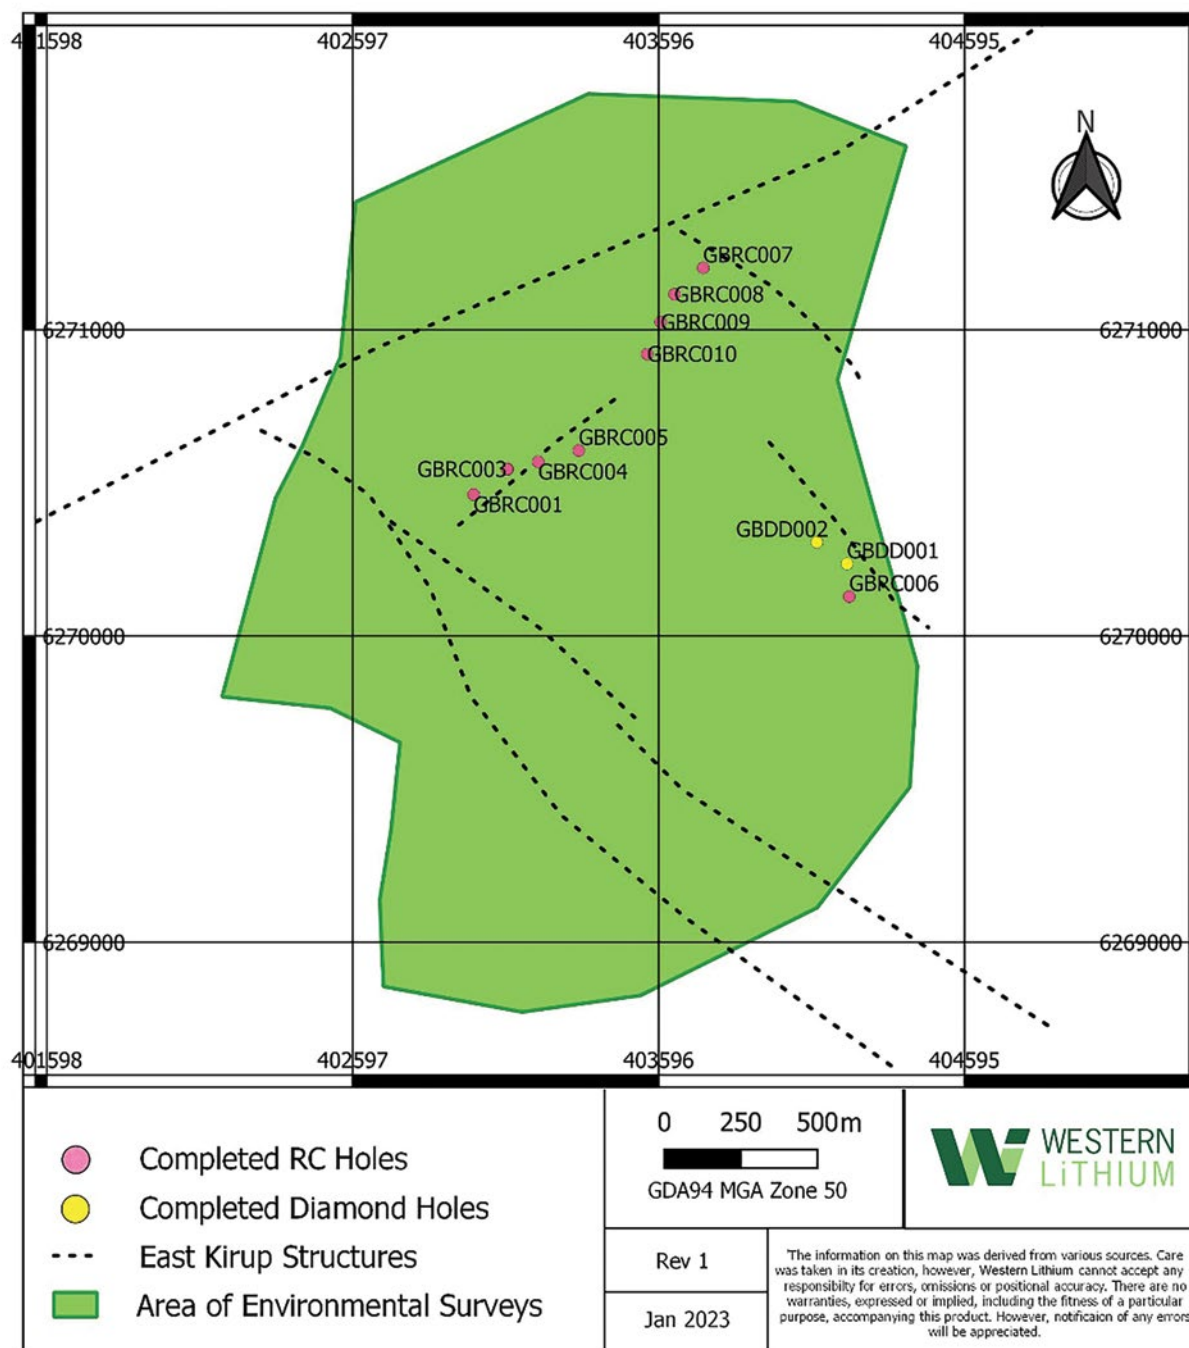 401598
402597
403596
404595
N
GBRC007
GBRC008
GBRC009
6271000
6271000
GBRC010
GBRC005
GBRC003
GBRC004
GBRC001
GBDD002
GBDD001
GBRC006
6270000
6270000
6269000
6269000
401598
402597
403596
404595
Completed RC Holes
Completed Diamond Holes
East Kirup Structures
Area of Environmental Surveys
0 250 500m
GDA94 MGA Zone 50
WESTERN
LiTHIUM
Rev 1
Jan 2023
'The information on this map was derived from various sources. Care
was taken in its creation, however, Western Lithium cannot accept any
responsibilty for errors, omissions or positional accuracy. There are no
warranties, expressed or implied, including the fitness of a particular
purpose, accompanying this product. However, notificaion of any errors
will be appreciated.